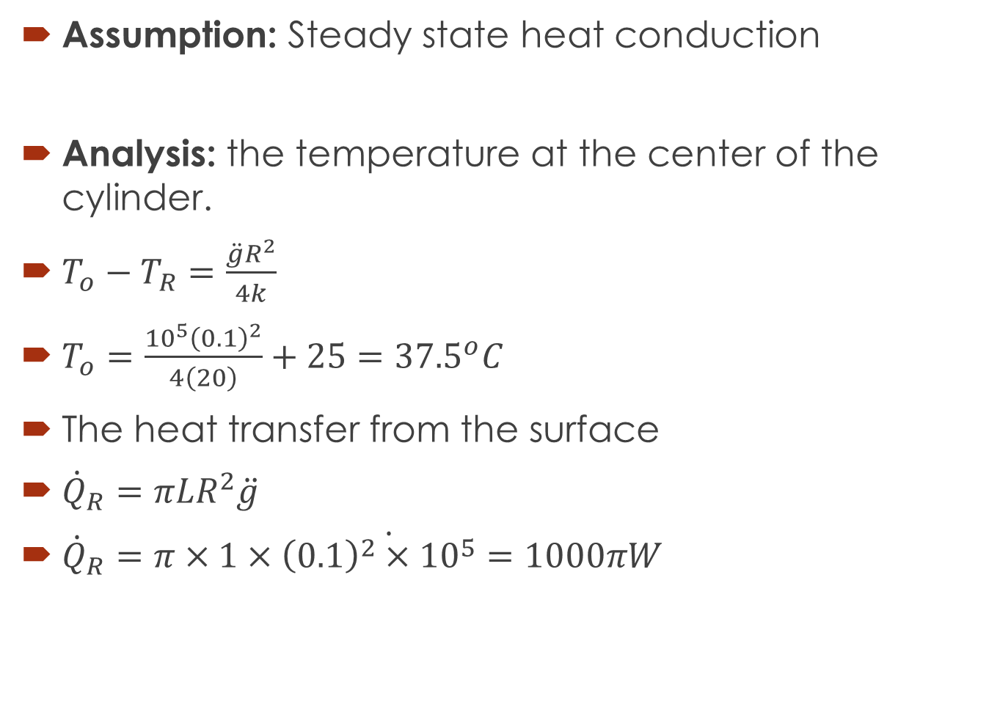 Assumption: Steady state heat conduction
Analysis: the temperature at the center of the
cylinder.
$T_o - T_R = \frac{\ddot{g}R^2}{4k}$
$T_o = \frac{10^5(0.1)^2}{4(20)} + 25 = 37.5^oC$
The heat transfer from the surface
$\dot{Q}_R = \pi L R^2 \ddot{g}$
$\dot{Q}_R = \pi \times 1 \times (0.1)^2 \dot{\times} 10^5 = 1000\pi W$